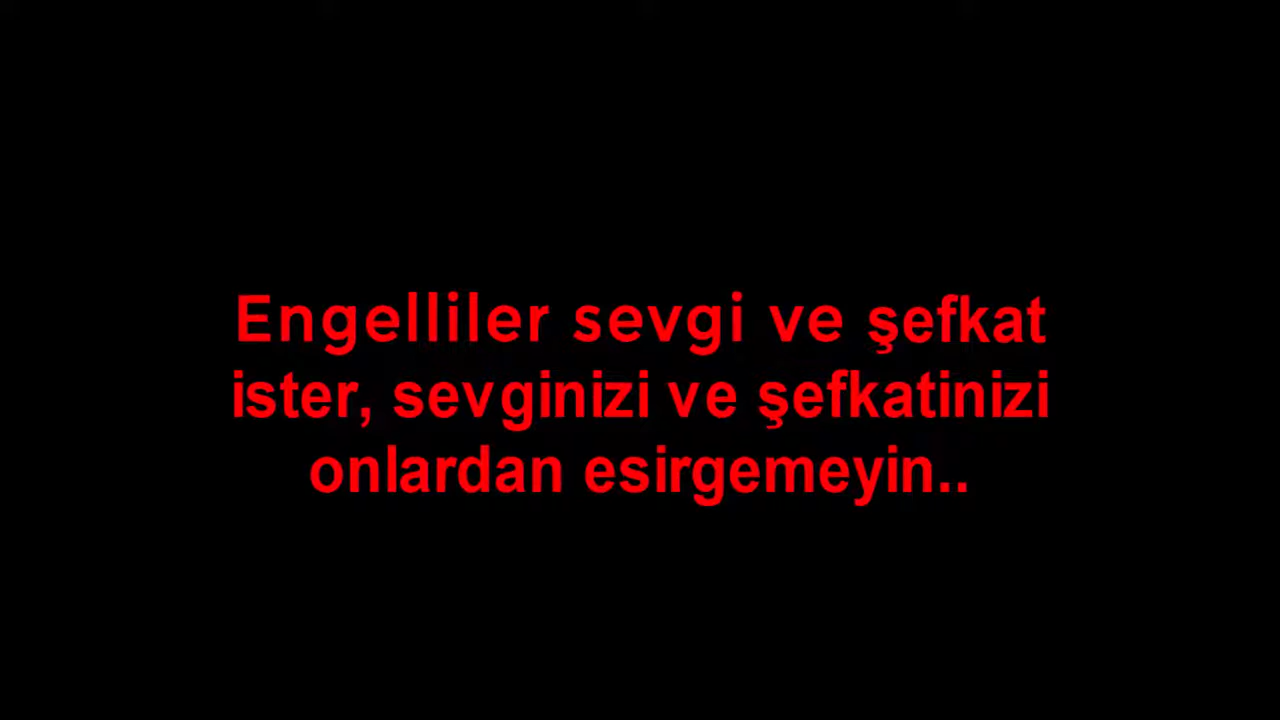 Engelliler sevgi ve şefkat
ister, sevginizi ve şefkatinizi
onlardan esirgemeyin..